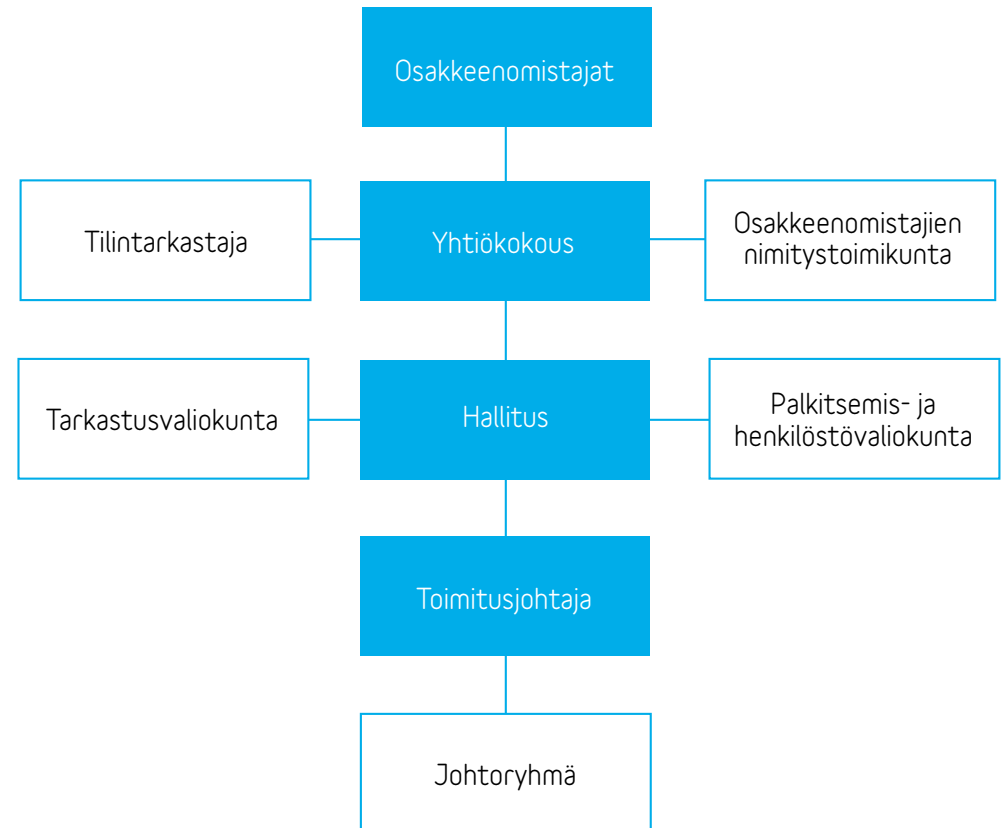 Osakkeenomistajat
Tilintarkastaja
Yhtiökokous
Osakkeenomistajien
nimitystoimikunta
Tarkastusvaliokunta
Hallitus
Palkitsemis- ja
henkilöstövaliokunta
Toimitusjohtaja
Johtoryhmä